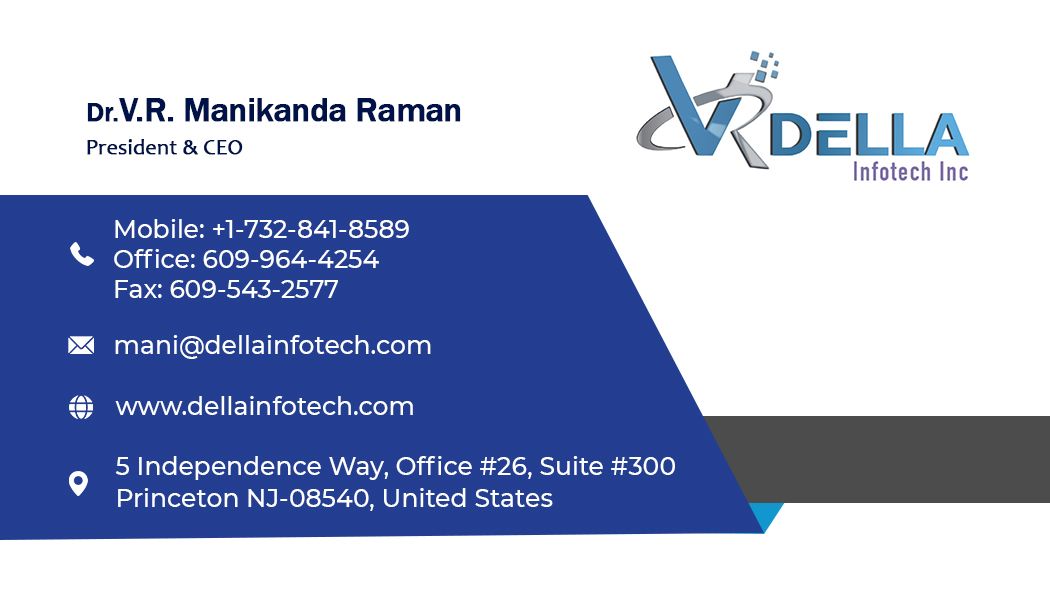 Dr.V.R. Manikanda Raman
President & CEO
VR DELLA
Infotech Inc
Mobile: +1-732-841-8589
Office: 609-964-4254
Fax: 609-543-2577
mani@dellainfotech.com
www.dellainfotech.com
5 Independence Way, Office #26, Suite #300
Princeton NJ-08540, United States